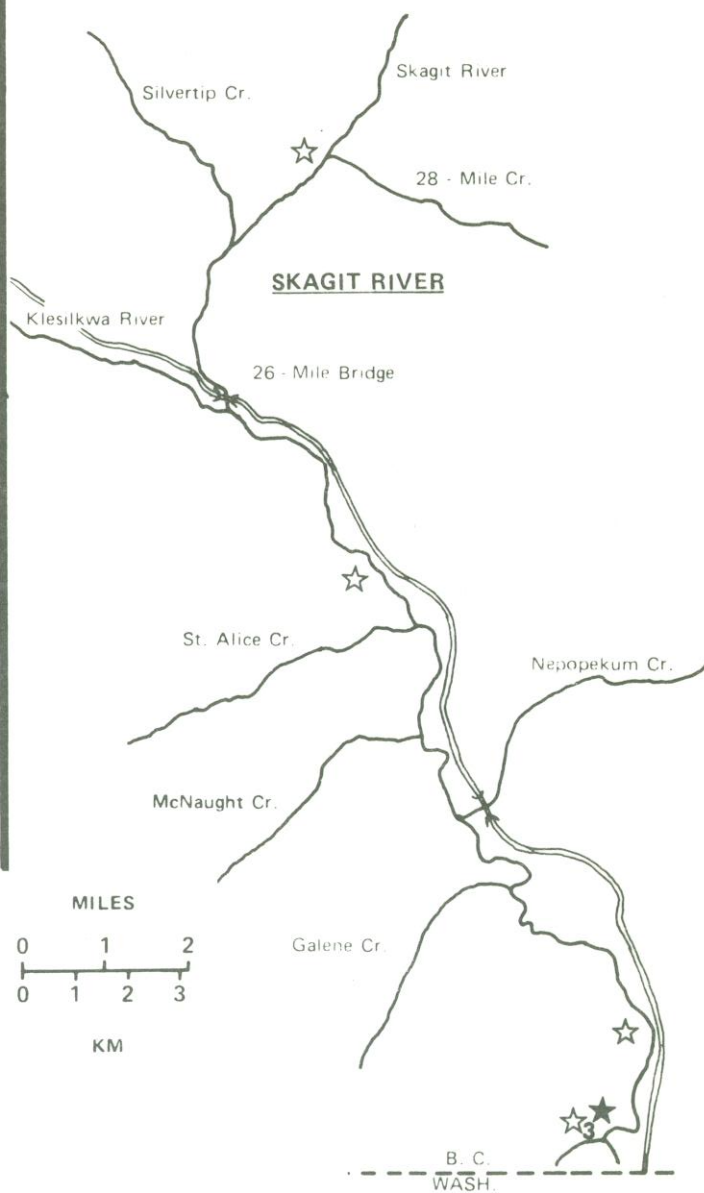 Silvertip Cr.
Skagit River
28 - Mile Cr.
SKAGIT RIVER
Klesilkwa River
26 - Mile Bridge
St. Alice Cr.
Nepopekum Cr.
McNaught Cr.
MILES
0 1 2
0 1 2 3
KM
Galene Cr.
3
B. C.
WASH.